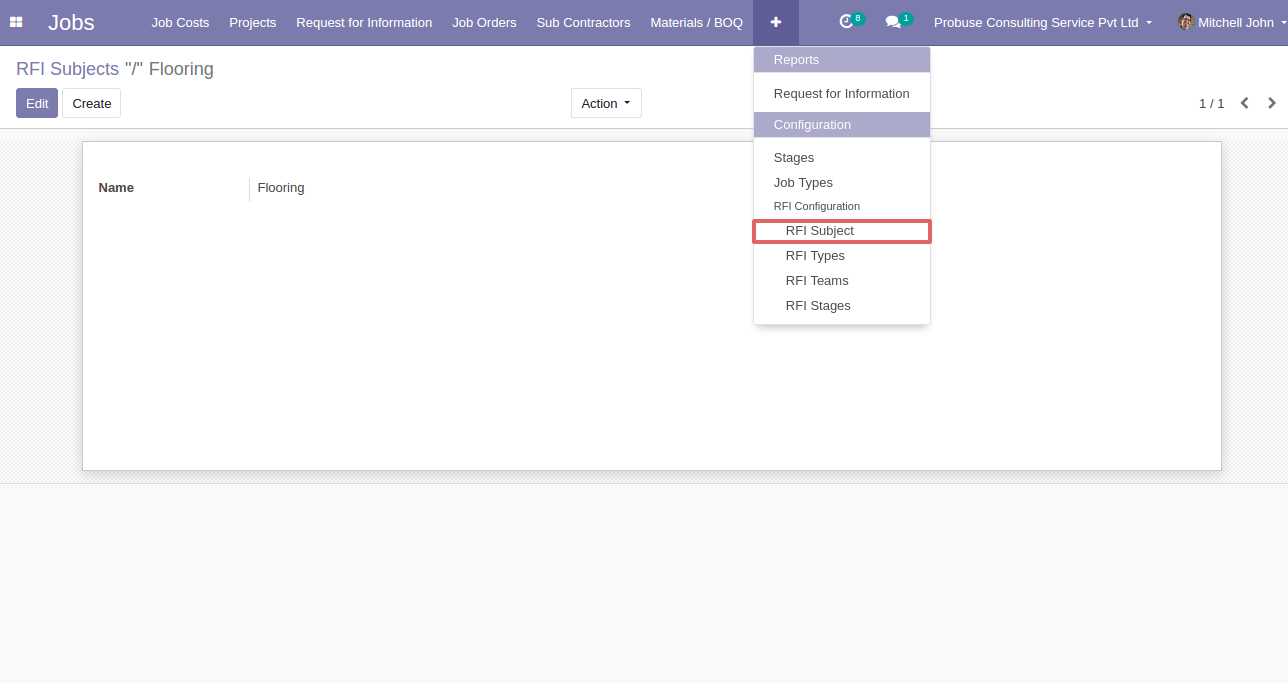 Jobs Job Costs Projects Request for Information Job Orders Sub Contractors Materials / BOQ 8 1 Probuse Consulting Service Pvt Ltd Mitchell John
RFI Subjects "/" Flooring
Edit Create Action 1 / 1
Name Flooring
Reports
Request for Information
Configuration
Stages
Job Types
RFI Configuration
RFI Subject
RFI Types
RFI Teams
RFI Stages